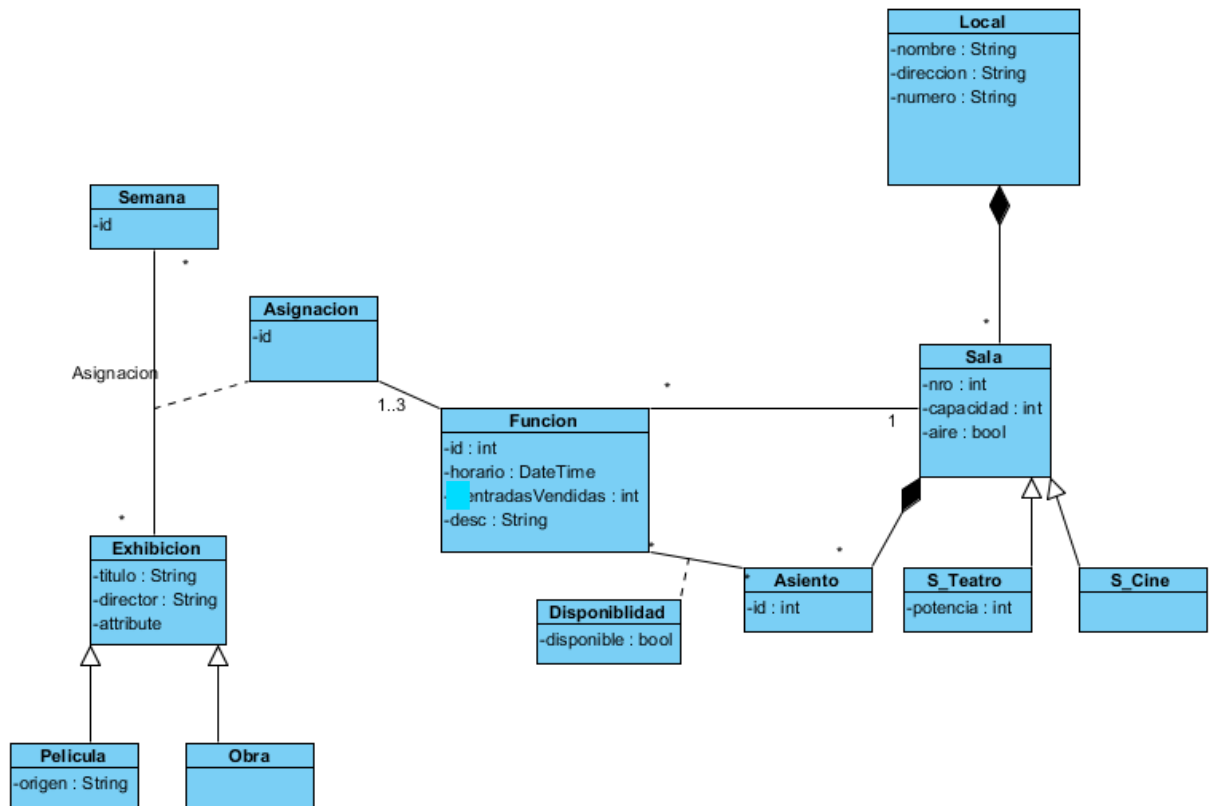 Local
-nombre : String
-direccion : String
-numero : String
Semana
-id
*
Asignacion
-id
Asignacion
1..3
*
1
*
Sala
-nro : int
-capacidad : int
-aire : bool
Funcion
-id : int
-horario : DateTime
entradasVendidas : int
-desc : String
*
Exhibicion
-titulo : String
-director : String
-attribute
*
*
*
Disponiblidad
-disponible : bool
Asiento
-id : int
S_Teatro
-potencia : int
S_Cine
Pelicula
-origen : String
Obra